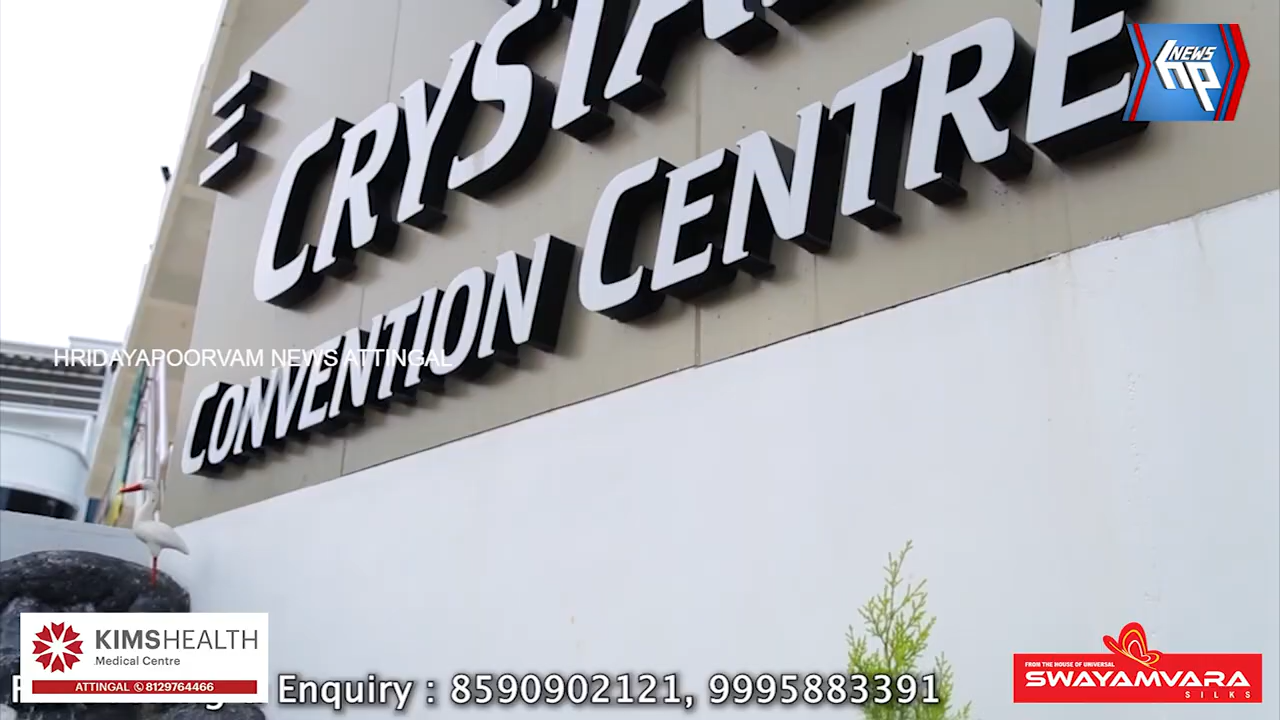 CRYSTA
CONVENTION CENTRE
NEWS
HRIDAYAPOORVAM NEWS ATTINGAL
KIMSHEALTH
Medical Centre
ATTINGAL 8129764466
Enquiry : 8590902121, 9995883391
FROM THE HOUSE OF UNIVERSAL
SWAYAMVARA
SILKS